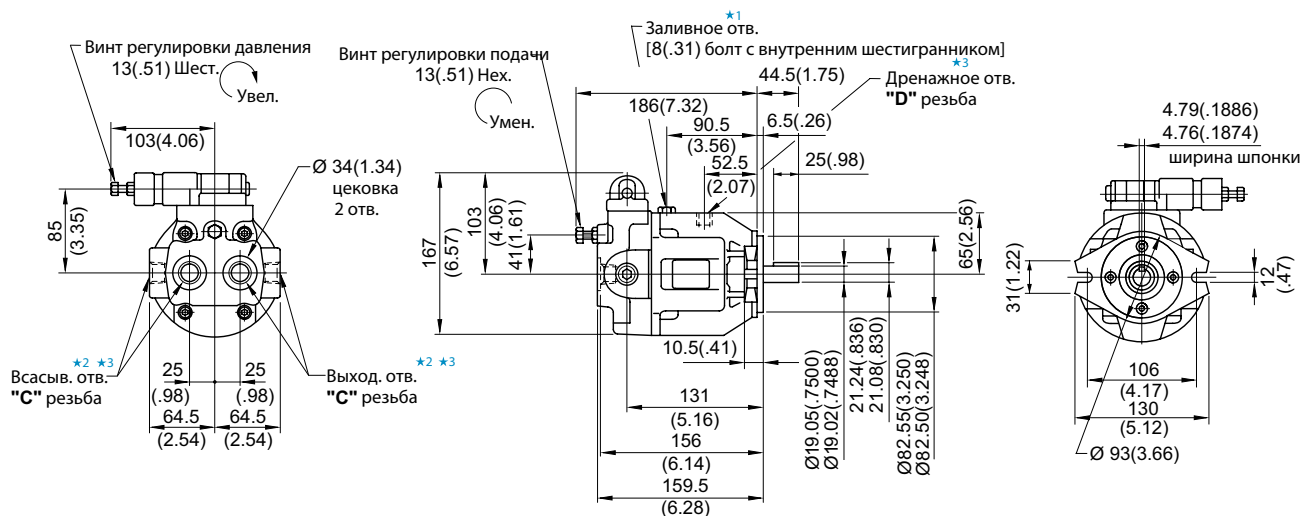 ★1
Заливное отв.
[8(.31) болт с внутренним шестигранником]
Винт регулировки давления
13(.51) Шест.
Увел.
103(4.06)
Ø 34(1.34)
цековка
2 отв.
85
(3.35)
★2 ★3
Всасыв. отв.
"C" резьба
25
(.98)
25
(.98)
64.5
(2.54)
64.5
(2.54)
★2 ★3
Выход. отв.
"C" резьба
Винт регулировки подачи
13(.51) Hex.
Умен.
44.5(1.75)
★3
Дренажное отв.
"D" резьба
186(7.32)
90.5
(3.56)
6.5(.26)
52.5
(2.07)
25(.98)
167
(6.57)
103
(4.06)
41(1.61)
65(2.56)
10.5(.41)
131
(5.16)
156
(6.14)
159.5
(6.28)
Ø19.05(.7500)
Ø19.02(.7488)
21.24(.836)
21.08(.830)
Ø82.55(3.250)
Ø82.50(3.248)
4.79(.1886)
4.76(.1874)
ширина шпонки
31(1.22)
12
(.47)
106
(4.17)
130
(5.12)
Ø 93(3.66)